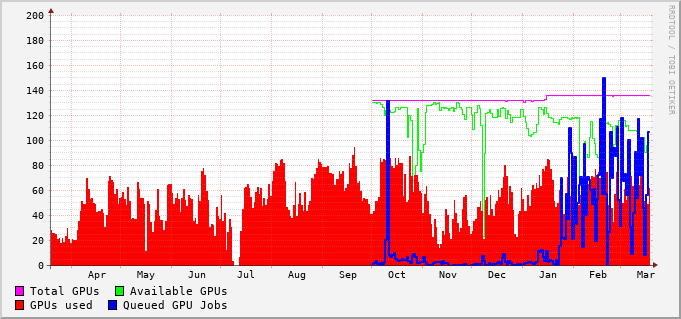 200
180
160
140
120
100
80
60
40
20
0
Apr May Jun Jul Aug Sep Oct Nov Dec Jan Feb Mar
Total GPUs Available GPUs
GPUs used Queued GPU Jobs
RRDTOOL / TOBI OETIKER